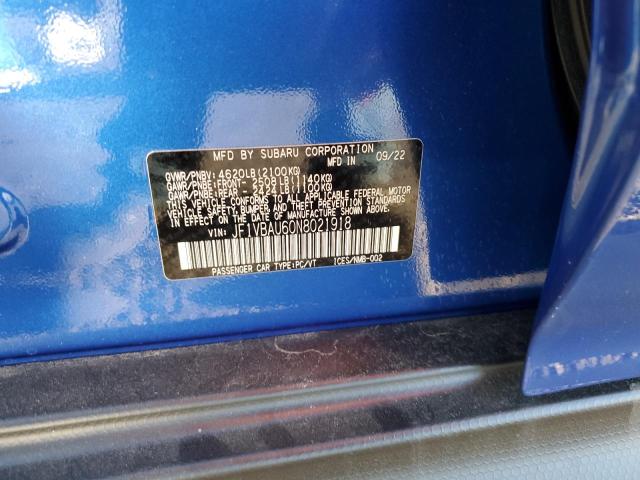 MFD BY SUBARU CORPORATION
MFD IN 09/22
GVWR/PNBV: 4620LB(2100KG)
GAWR/PNBE:FRONT- 2508LB(1140KG)
GAWR/PNBE:REAR - 2424LB(1100KG)
THIS VEHICLE CONFORMS TO ALL APPLICABLE FEDERAL MOTOR
VEHICLE SAFETY, BUMPER AND THEFT PREVENTION STANDARDS
IN EFFECT ON THE DATE OF MANUFACTURE SHOWN ABOVE.
VIN: JF1VBAU60N8021918
PASSENGER CAR TYPE:PC/VT ICES/NMB-002